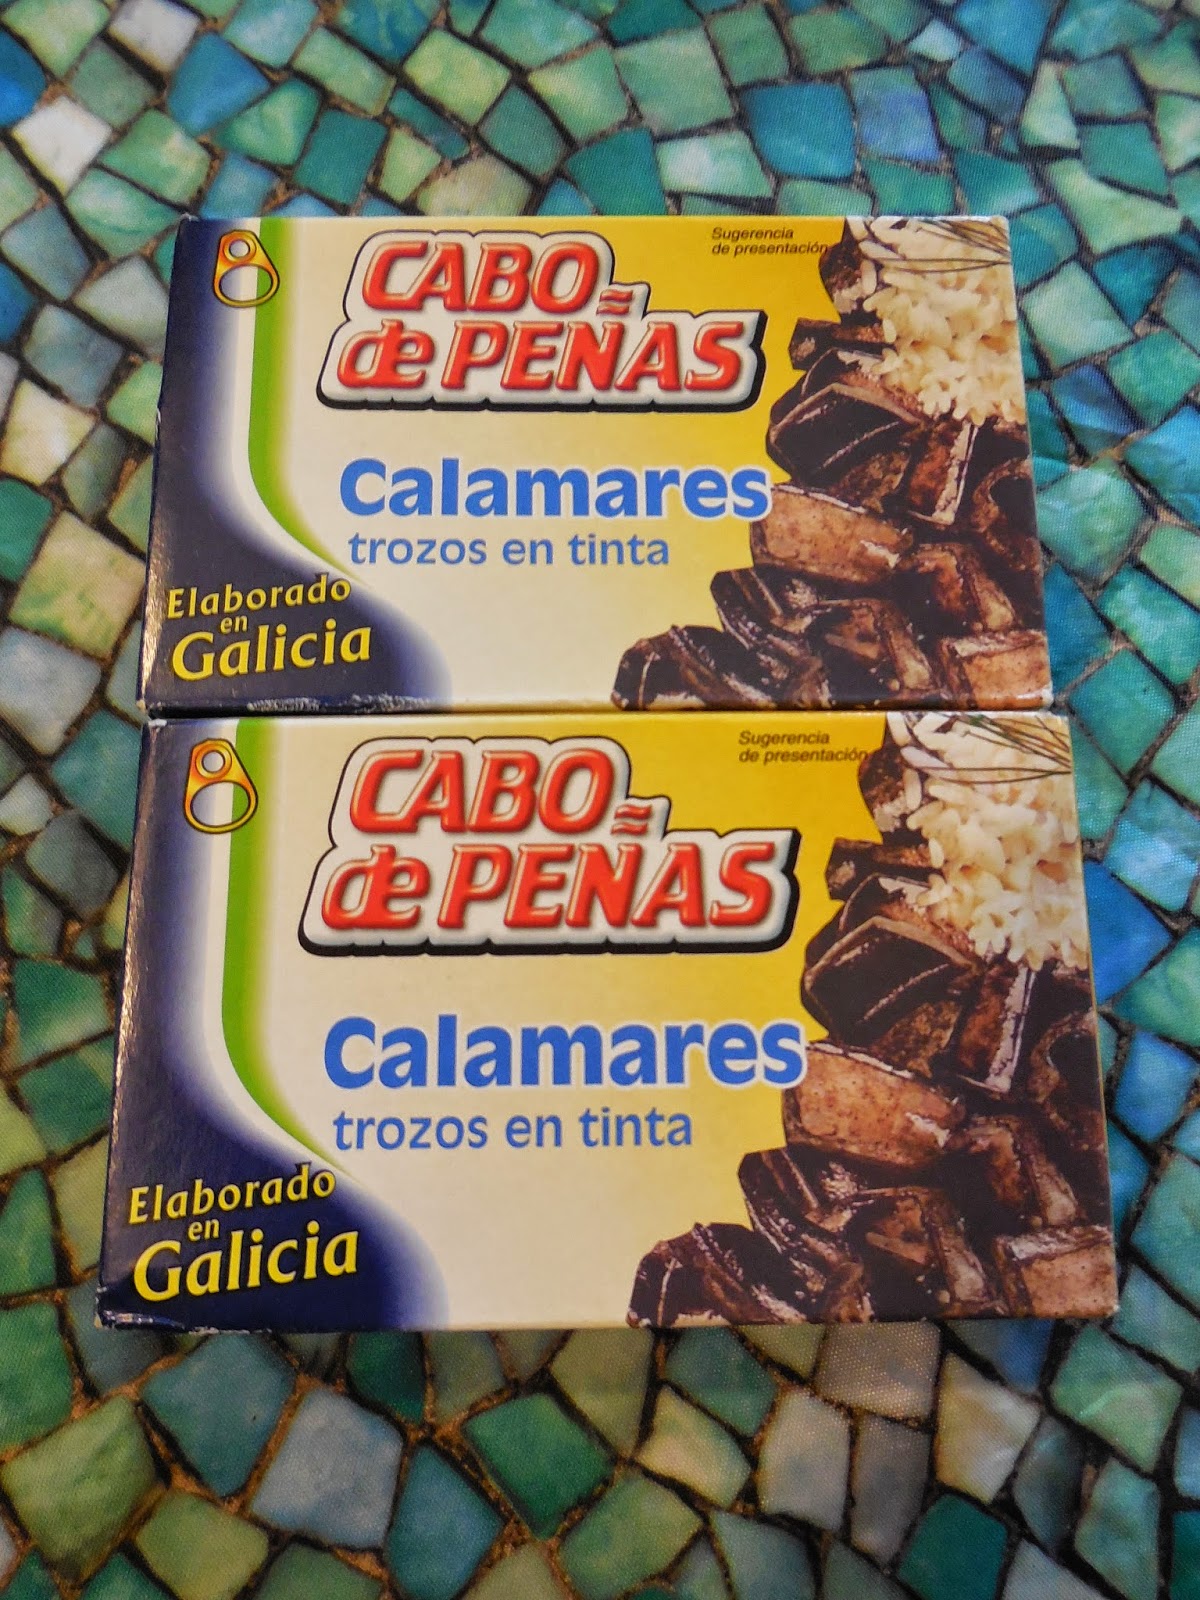 Sugerencia
de presentación
CABO
de PEÑAS
Calamares
trozos en tinta
Elaborado
en
Galicia
Sugerencia
de presentación
CABO
de PEÑAS
Calamares
trozos en tinta
Elaborado
en
Galicia